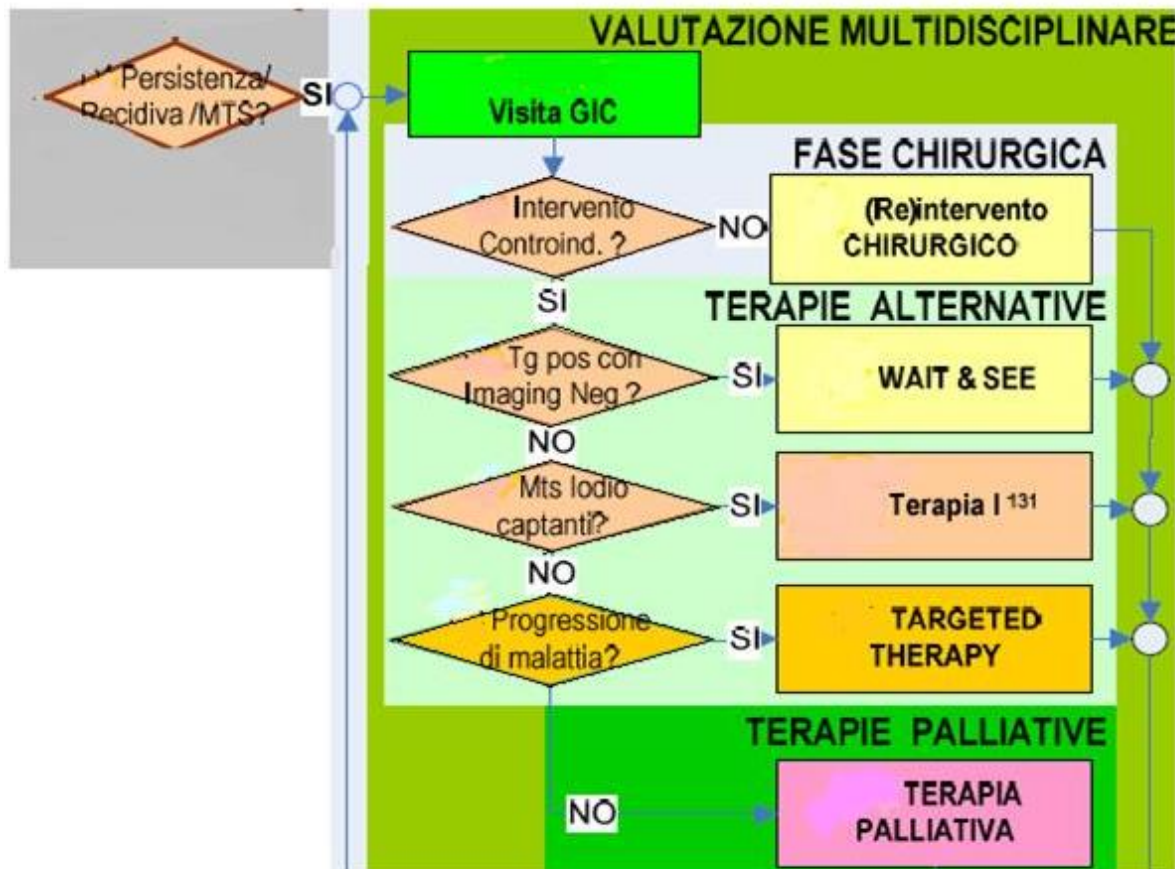 VALUTAZIONE MULTIDISCIPLINARE
Persistenza/
Recidiva /MTS?
SI
Visita GIC
FASE CHIRURGICA
Intervento
Controind. ?
NO
(Re)intervento
CHIRURGICO
SI
TERAPIE ALTERNATIVE
Tg pos con
Imaging Neg ?
SI
WAIT & SEE
NO
Mts Iodio
captanti?
SI
Terapia I 131
NO
Progressione
di malattia?
SI
TARGETED
THERAPY
TERAPIE PALLIATIVE
NO
TERAPIA
PALLIATIVA